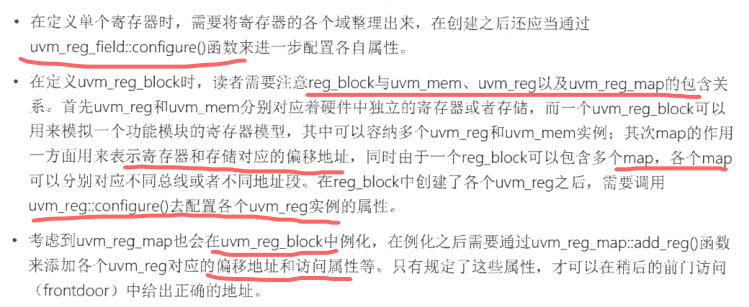 • 在定义单个寄存器时，需要将寄存器的各个域整理出来，在创建之后还应当通过
uvm_reg_field::configure()函数来进一步配置各自属性。
• 在定义uvm_reg_block时，读者需要注意reg_block与uvm_mem、uvm_reg以及uvm_reg_map的包含关
系。首先uvm_reg和uvm_mem分别对应着硬件中独立的寄存器或者存储，而一个uvm_reg_block可以
用来模拟一个功能模块的寄存器模型，其中可以容纳多个uvm_reg和uvm_mem实例；其次map的作用
一方面用来表示寄存器和存储对应的偏移地址，同时由于一个reg_block可以包含多个map，各个map
可以分别对应不同总线或者不同地址段。在reg_block中创建了各个uvm_reg之后，需要调用
uvm_reg::configure()去配置各个uvm_reg实例的属性。
• 考虑到uvm_reg_map也会在uvm_reg_block中例化，在例化之后需要通过uvm_reg_map::add_reg()函数
来添加各个uvm_reg对应的偏移地址和访问属性等。只有规定了这些属性，才可以在稍后的前门访问
（frontdoor）中给出正确的地址。